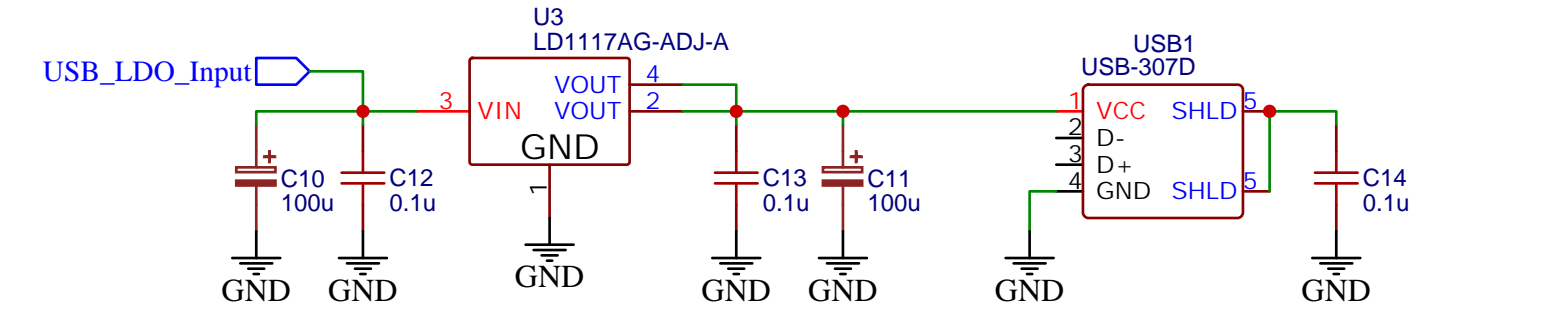 U3
LD1117AG-ADJ-A
USB_LDO_Input
3
VIN
VOUT
4
VOUT
2
GND
1
C10
100u
C12
0.1u
GND
GND
GND
C13
0.1u
C11
100u
GND
GND
USB1
USB-307D
1
VCC
2
D-
3
D+
4
GND
SHLD
5
SHLD
5
GND
C14
0.1u
GND
+
+